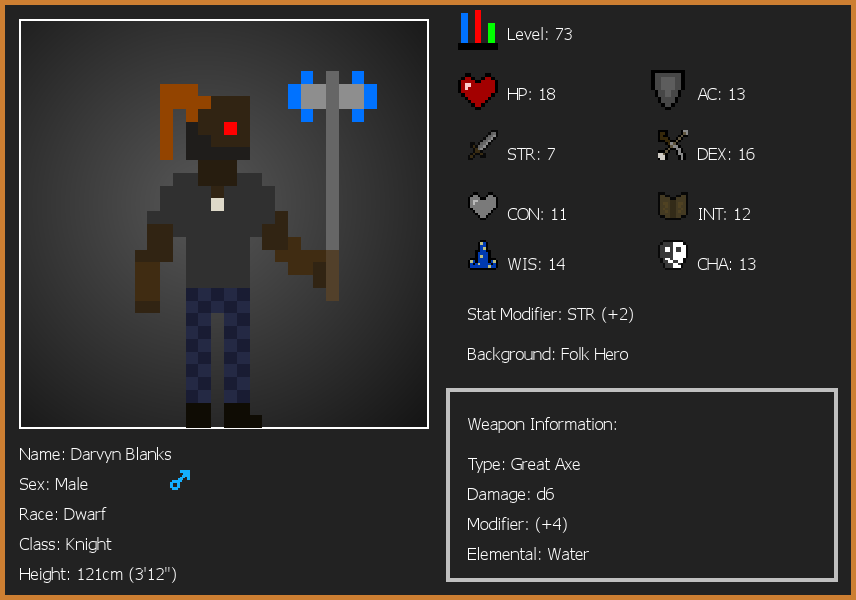 Level: 73
HP: 18
AC: 13
STR: 7
DEX: 16
CON: 11
INT: 12
WIS: 14
CHA: 13
Stat Modifier: STR (+2)
Background: Folk Hero
Weapon Information:
Type: Great Axe
Damage: d6
Modifier: (+4)
Elemental: Water
Name: Darvyn Blanks
Sex: Male
Race: Dwarf
Class: Knight
Height: 121cm (3'12")